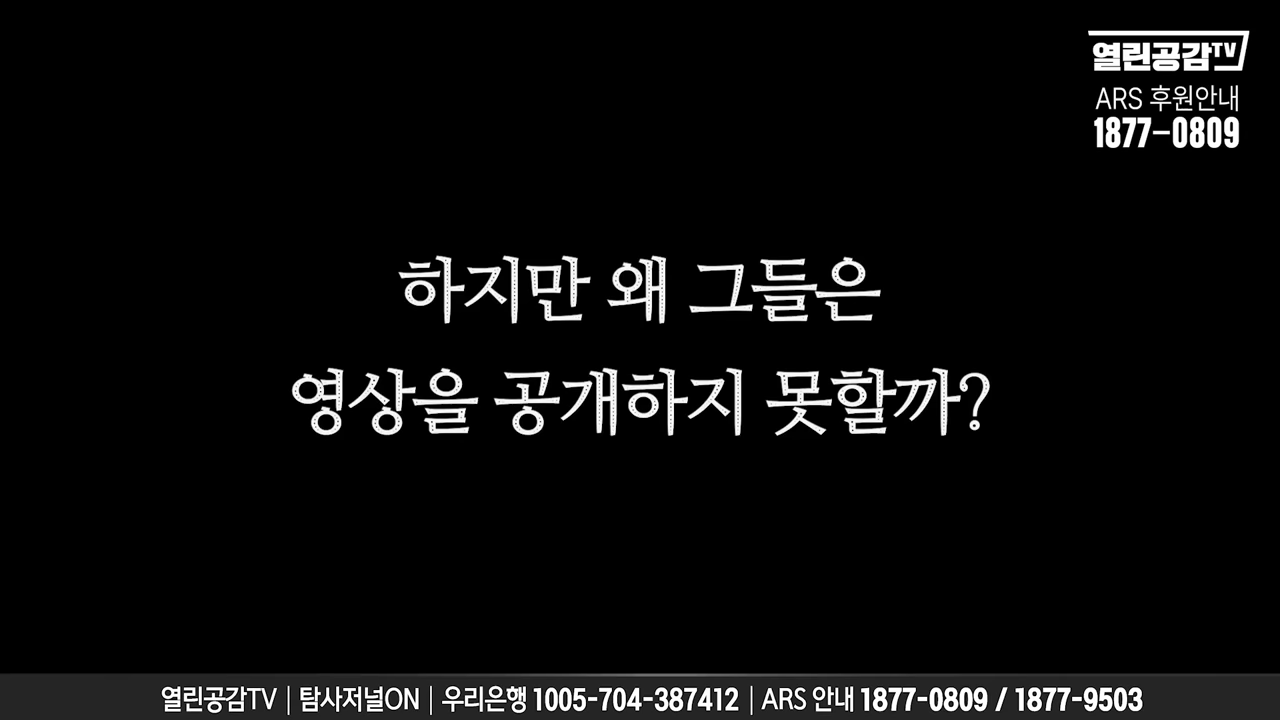 열린공감TV
ARS 후원안내
1877-0809
하지만 왜 그들은
영상을 공개하지 못할까?
열린공감TV | 탐사저널ON | 우리은행 1005-704-387412 | ARS 안내 1877-0809 / 1877-9503